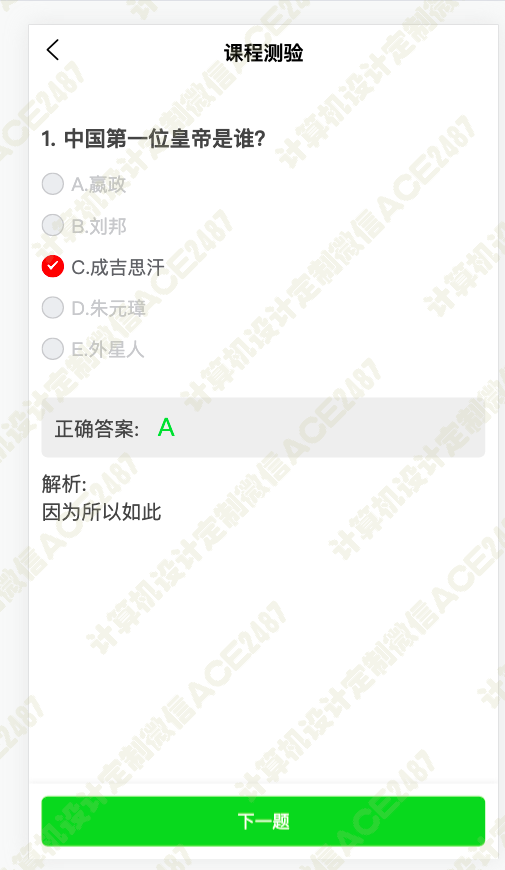 课程测验
1. 中国第一位皇帝是谁?
A.嬴政
B.刘邦
C.成吉思汗
D.朱元璋
E.外星人
正确答案: A
解析:
因为所以如此
下一题
计算机设计定制微信ACE2487